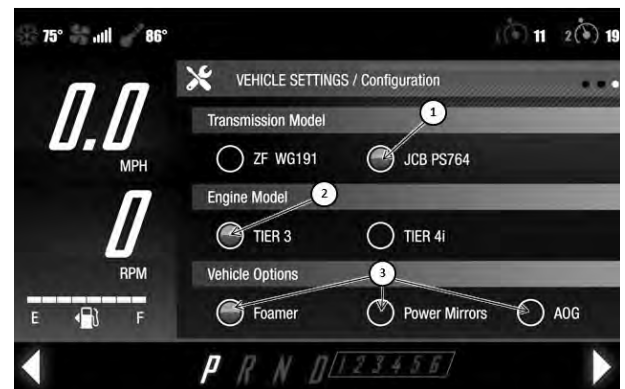 75° 86° 11 2 19
VEHICLE SETTINGS / Configuration
0.0
MPH
Transmission Model
1
ZF WG191 JCB PS764
Engine Model 2
TIER 3 TIER 4i
0
RPM
Vehicle Options 3
Foamer Power Mirrors AOG
E F
P R N D 1 2 3 4 5 6